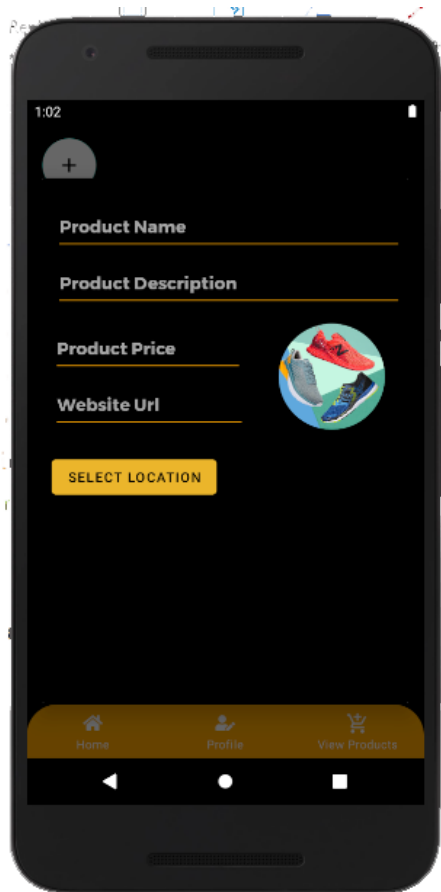 1:02
+
Product Name
Product Description
Product Price
Website Url
SELECT LOCATION
Home
Profile
View Products